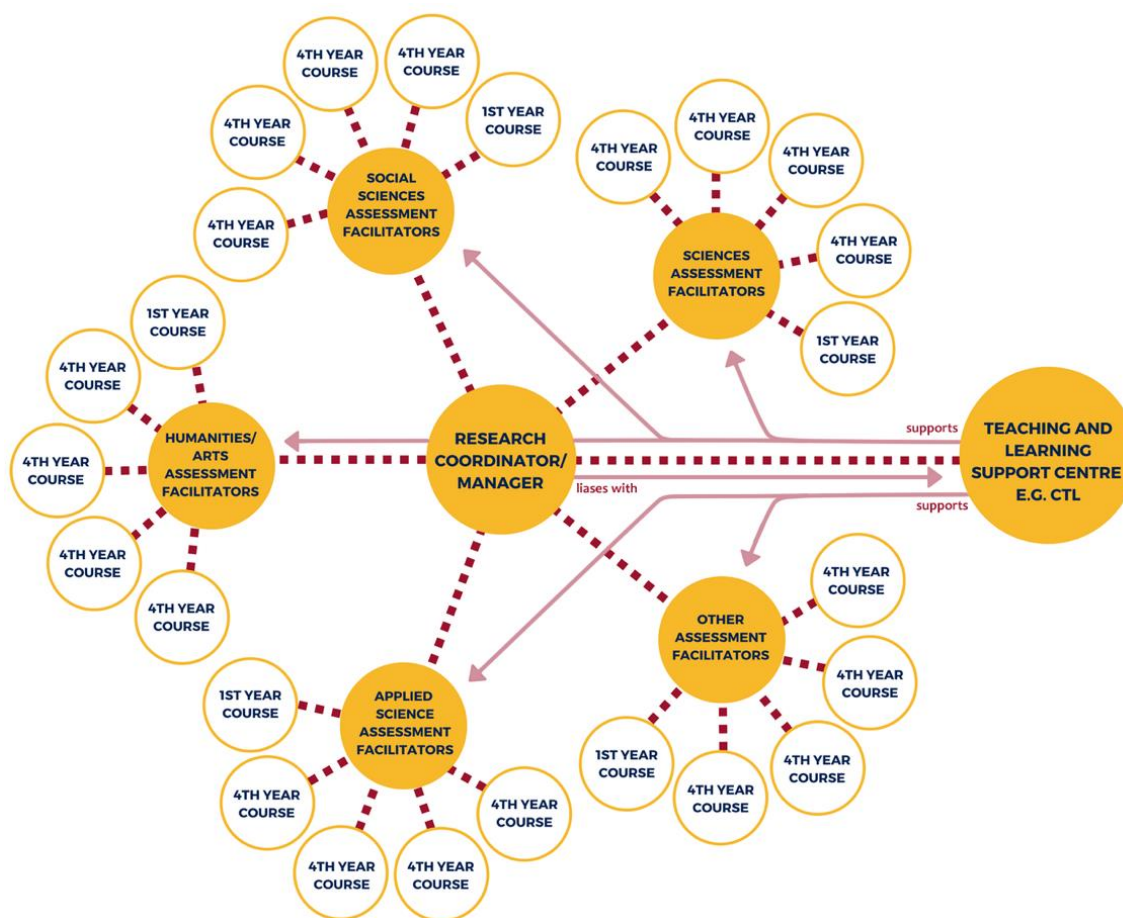 4TH YEAR
COURSE
4TH YEAR
COURSE
4TH YEAR
COURSE
1ST YEAR
COURSE
4TH YEAR
COURSE
SOCIAL
SCIENCES
ASSESSMENT
FACILITATORS
4TH YEAR
COURSE
4TH YEAR
COURSE
4TH YEAR
COURSE
4TH YEAR
COURSE
1ST YEAR
COURSE
SCIENCES
ASSESSMENT
FACILITATORS
1ST YEAR
COURSE
4TH YEAR
COURSE
4TH YEAR
COURSE
4TH YEAR
COURSE
4TH YEAR
COURSE
HUMANITIES/
ARTS
ASSESSMENT
FACILITATORS
RESEARCH
COORDINATOR/
MANAGER
supports
liases with
supports
TEACHING AND
LEARNING
SUPPORT CENTRE
E.G. CTL
1ST YEAR
COURSE
4TH YEAR
COURSE
4TH YEAR
COURSE
4TH YEAR
COURSE
4TH YEAR
COURSE
APPLIED
SCIENCE
ASSESSMENT
FACILITATORS
OTHER
ASSESSMENT
FACILITATORS
4TH YEAR
COURSE
4TH YEAR
COURSE
4TH YEAR
COURSE
4TH YEAR
COURSE
1ST YEAR
COURSE